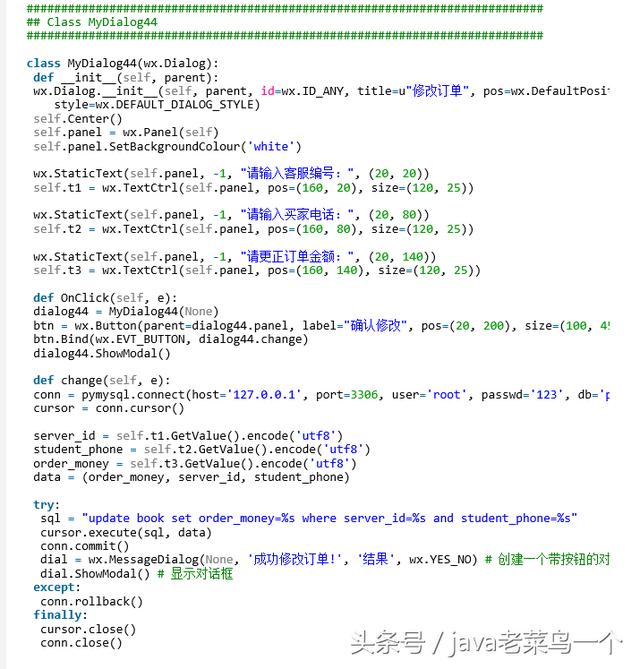 ###########################################################################
## Class MyDialog44
###########################################################################
class MyDialog44(wx.Dialog):
def __init__(self, parent):
wx.Dialog.__init__(self, parent, id=wx.ID_ANY, title=u"修改订单", pos=wx.DefaultPosit
style=wx.DEFAULT_DIALOG_STYLE)
self.Center()
self.panel = wx.Panel(self)
self.panel.SetBackgroundColour('white')
wx.StaticText(self.panel, -1, "请输入客服编号：", (20, 20))
self.t1 = wx.TextCtrl(self.panel, pos=(160, 20), size=(120, 25))
wx.StaticText(self.panel, -1, "请输入买家电话：", (20, 80))
self.t2 = wx.TextCtrl(self.panel, pos=(160, 80), size=(120, 25))
wx.StaticText(self.panel, -1, "请更正订单金额：", (20, 140))
self.t3 = wx.TextCtrl(self.panel, pos=(160, 140), size=(120, 25))
def OnClick(self, e):
dialog44 = MyDialog44(None)
btn = wx.Button(parent=dialog44.panel, label="确认修改", pos=(20, 200), size=(100, 45
btn.Bind(wx.EVT_BUTTON, dialog44.change)
dialog44.ShowModal()
def change(self, e):
conn = pymysql.connect(host='127.0.0.1', port=3306, user='root', passwd='123', db='p
cursor = conn.cursor()
server_id = self.t1.GetValue().encode('utf8')
student_phone = self.t2.GetValue().encode('utf8')
order_money = self.t3.GetValue().encode('utf8')
data = (order_money, server_id, student_phone)
try:
sql = "update book set order_money=%s where server_id=%s and student_phone=%s"
cursor.execute(sql, data)
conn.commit()
dial = wx.MessageDialog(None, '成功修改订单!', '结果', wx.YES_NO) # 创建一个带按钮的对
dial.ShowModal() # 显示对话框
except:
conn.rollback()
finally:
cursor.close()
conn.close()
头条号 / java老菜鸟一个